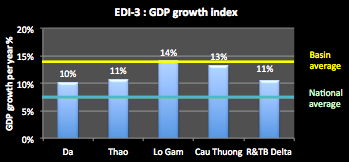 EDI-3 : GDP growth index
GDP growth per year %
20%
15%
10%
5%
0%
10%
11%
14%
13%
11%
Basin
average
National
average
Da
Thao
Lo Gam
Cau Thuong
R&TB Delta